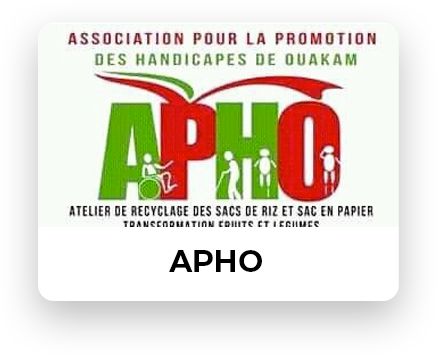 ASSOCIATION POUR LA PROMOTION
DES HANDICAPES DE OUAKAM
APHO
ATELIER DE RECYCLAGE DES SACS DE RIZ ET SAC EN PAPIER
TRANSFORMATION FRUITS ET LEGUMES
APHO